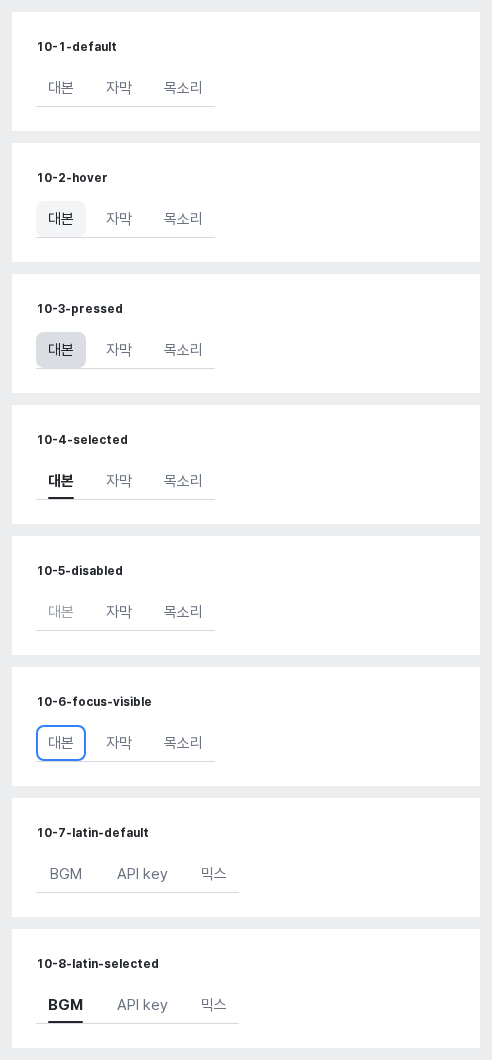 10-1-default
대본 자막 목소리
10-2-hover
대본 자막 목소리
10-3-pressed
대본 자막 목소리
10-4-selected
대본 자막 목소리
10-5-disabled
대본 자막 목소리
10-6-focus-visible
대본 자막 목소리
10-7-latin-default
BGM API key 믹스
10-8-latin-selected
BGM API key 믹스